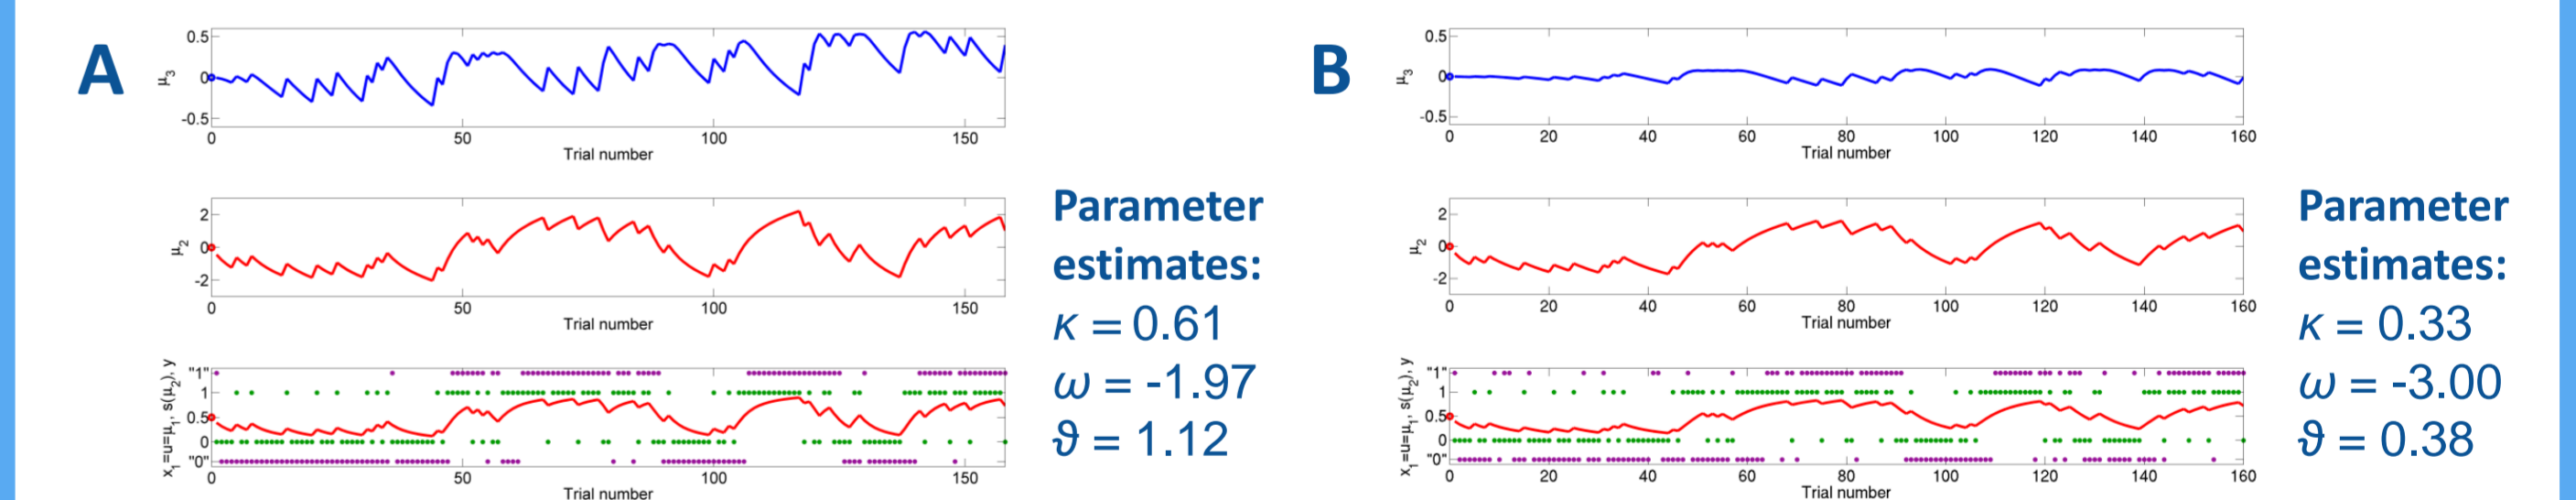 A
0.5
0
-0.5
μ3
0 50 100 150
Trial number
2
0
-2
μ2
0 50 100 150
Trial number
"1"
1
0.5
0
"0"
x1=u=μ1, s(μ2), y
0 50 100 150
Trial number
Parameter
estimates:
κ = 0.61
ω = -1.97
ϑ = 1.12
B
0.5
0
-0.5
μ3
0 20 40 60 80 100 120 140 160
Trial number
2
0
-2
μ2
0 20 40 60 80 100 120 140 160
Trial number
"1"
1
0.5
0
"0"
x1=u=μ1, s(μ2), y
0 20 40 60 80 100 120 140 160
Trial number
Parameter
estimates:
κ = 0.33
ω = -3.00
ϑ = 0.38